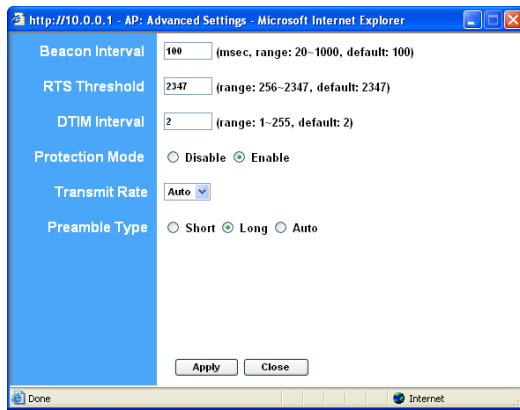 http://10.0.0.1 - AP: Advanced Settings - Microsoft Internet Explorer
Beacon Interval 100 (msec, range: 20~1000, default: 100)
RTS Threshold 2347 (range: 256~2347, default: 2347)
DTIM Interval 2 (range: 1~255, default: 2)
Protection Mode Disable Enable
Transmit Rate Auto
Preamble Type Short Long Auto
Apply Close
Done Internet